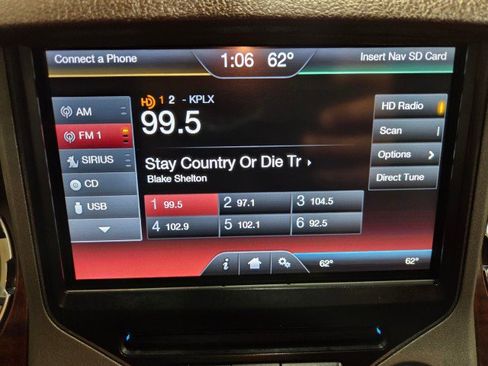 Connect a Phone 1:06 62° Insert Nav SD Card
HD 1 2 - KPLX
99.5
AM
FM 1
SIRIUS
CD
USB
HD Radio
Scan
Options
Direct Tune
Stay Country Or Die Tr
Blake Shelton
1 99.5 2 97.1 3 104.5
4 102.9 5 102.1 6 92.5
i 62° 62°